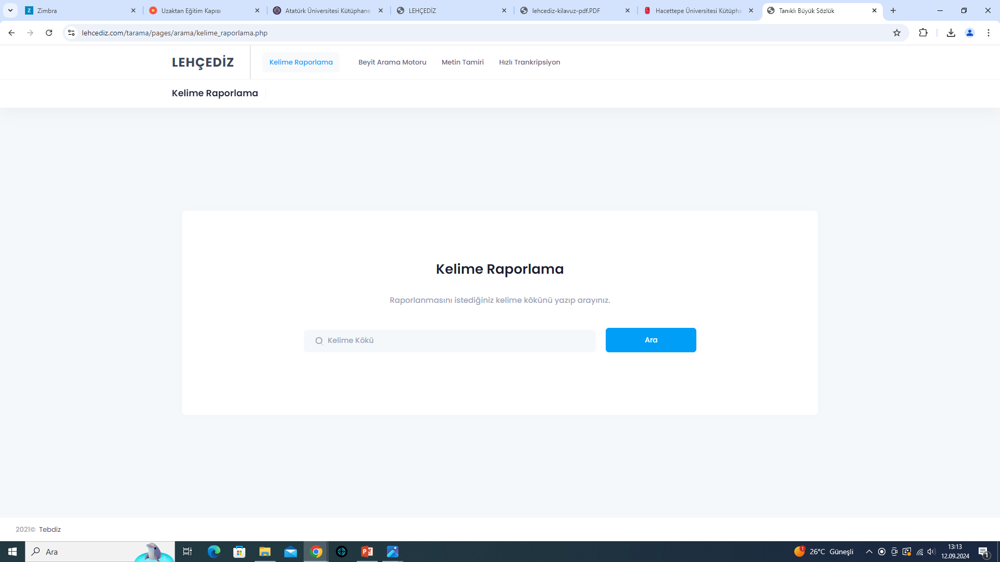 Zimbra
Uzaktan Eğitim Kapısı
Atatürk Üniversitesi Kütüphane
LEHÇEDİZ
lehcediz-kilavuz-pdf.PDF
Hacettepe Üniversitesi Kütüpha
Tanıklı Büyük Sözlük
lehcediz.com/tarama/pages/arama/kelime_raporlama.php
LEHÇEDİZ
Kelime Raporlama
Beyit Arama Motoru
Metin Tamiri
Hızlı Trankripsiyon
Kelime Raporlama
Kelime Raporlama
Raporlanmasını istediğiniz kelime kökünü yazıp arayınız.
Kelime Kökü
Ara
2021© Tebdiz
Ara
1
26°C Güneşli
13:13
12.09.2024
1